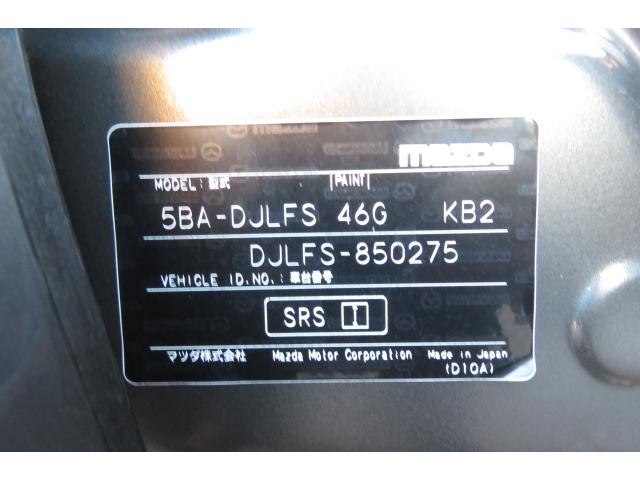 mazda
MODEL: 型式 PAINT
5BA-DJLFS 46G KB2
DJLFS-850275
VEHICLE ID.NO.: 車台番号
SRS I
マツダ株式会社 Mazda Motor Corporation Made in Japan
(D10A)